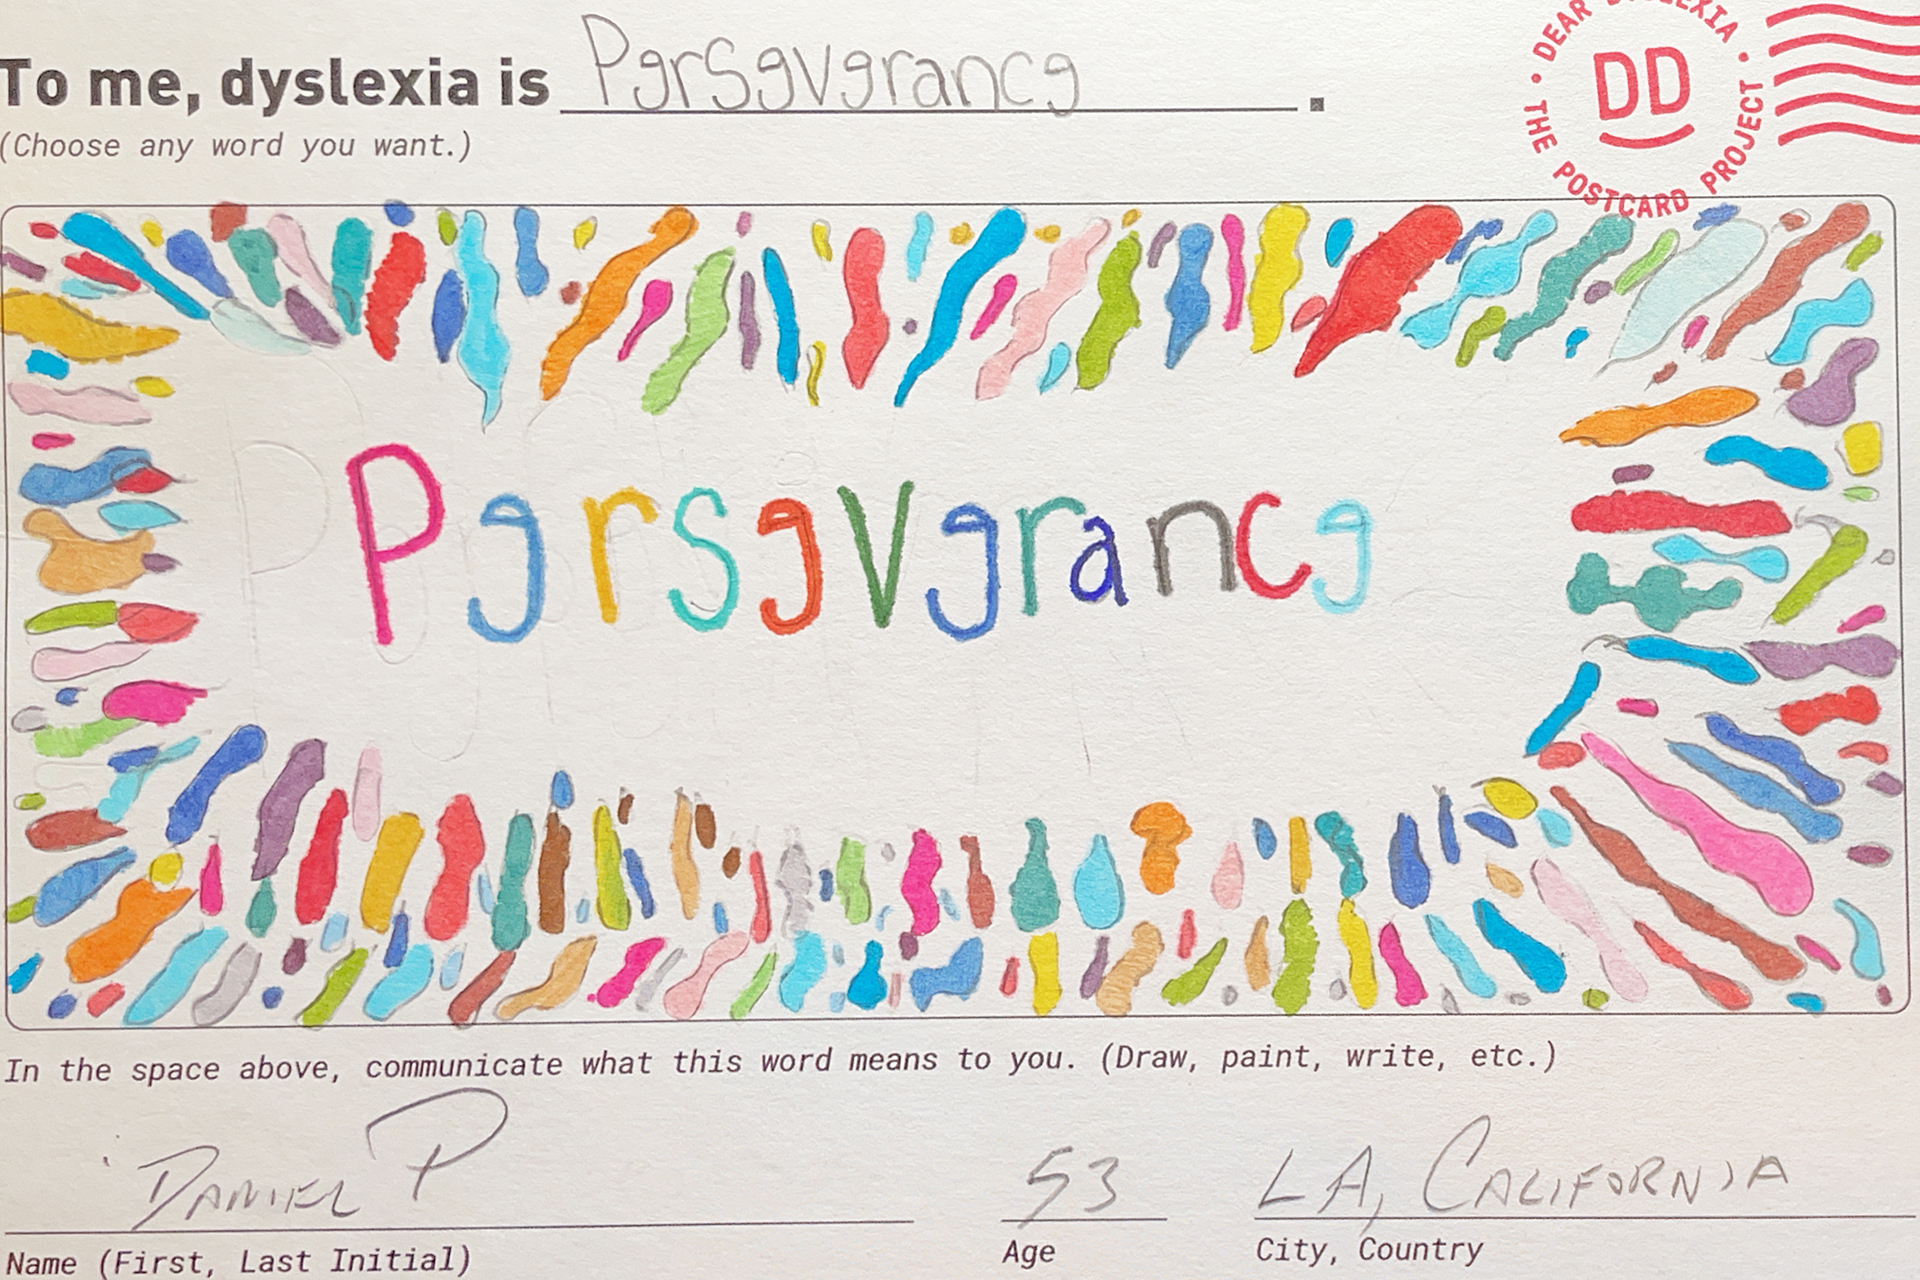 To me, dyslexia is Pɘrsɘvɘrancɘ.
(Choose any word you want.)
• DEAR DYSLEXIA • THE POSTCARD PROJECT
DD
Pɘrsɘvɘrancɘ
In the space above, communicate what this word means to you. (Draw, paint, write, etc.)
DANIEL P 53 LA, CALIFORNIA
Name (First, Last Initial) Age City, Country